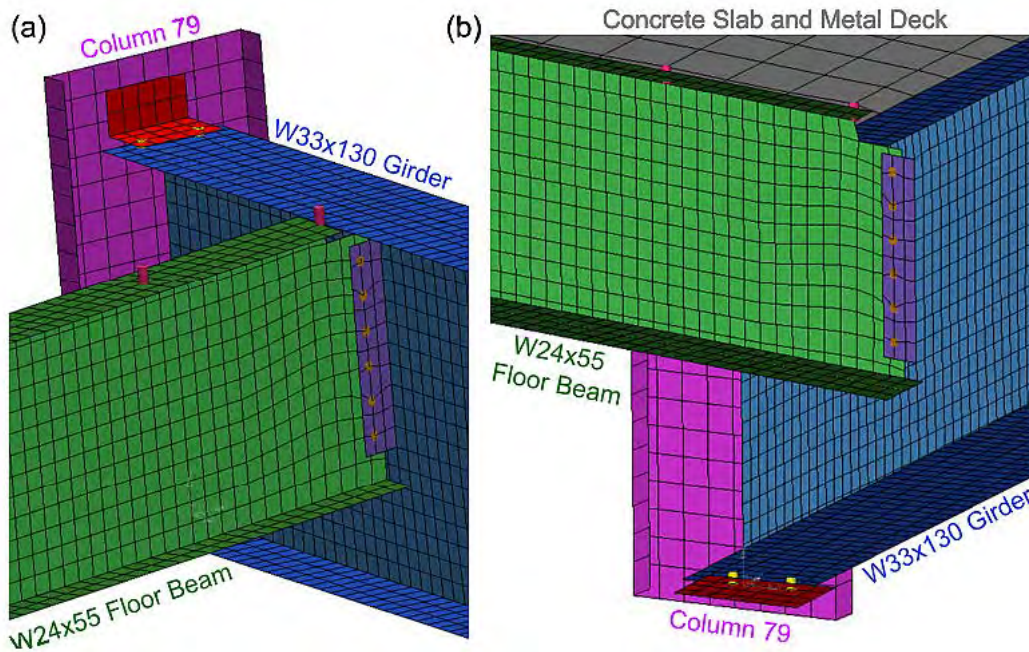 (a)
Column 79
W33x130 Girder
W24x55 Floor Beam
(b)
Concrete Slab and Metal Deck
W24x55
Floor Beam
W33x130 Girder
Column 79